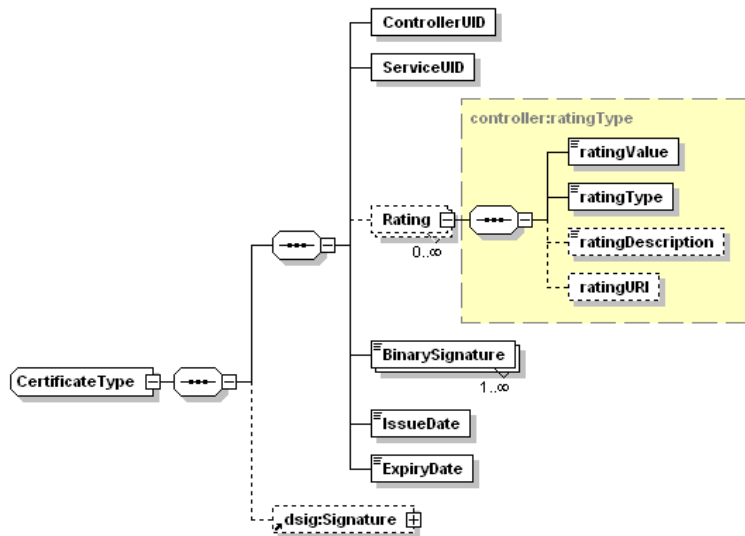 ControllerUID
ServiceUID
controller:ratingType
ratingValue
ratingType
Rating
0..∞
ratingDescription
ratingURI
BinarySignature
1..∞
CertificateType
IssueDate
ExpiryDate
dsig:Signature